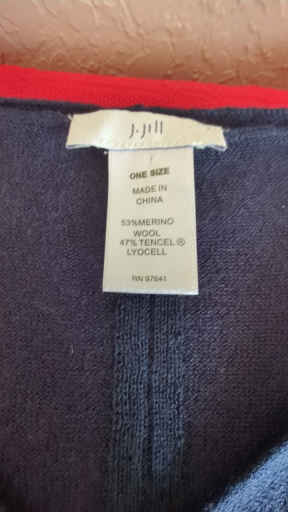 J.Jill
ONE SIZE
MADE IN
CHINA
53%MERINO
WOOL
47% TENCEL®
LYOCELL
RN 97641